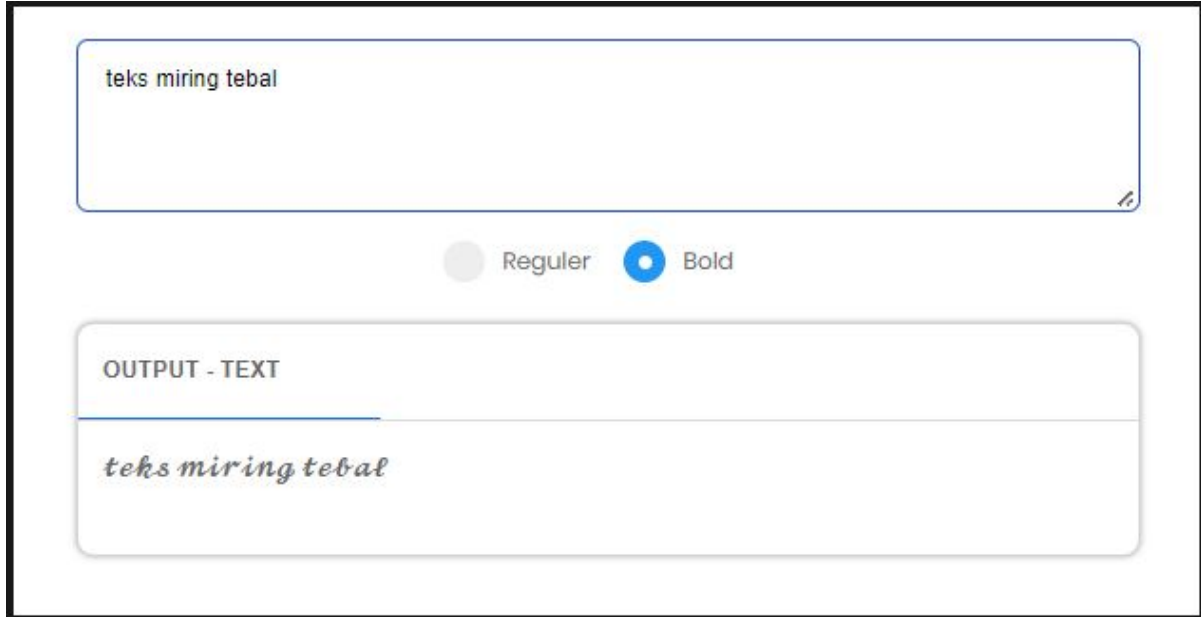 teks miring tebal
Reguler Bold
OUTPUT - TEXT
𝓽𝓮𝓴𝓼 𝓶𝓲𝓻𝓲𝓷𝓰 𝓽𝓮𝓫𝓪𝓵